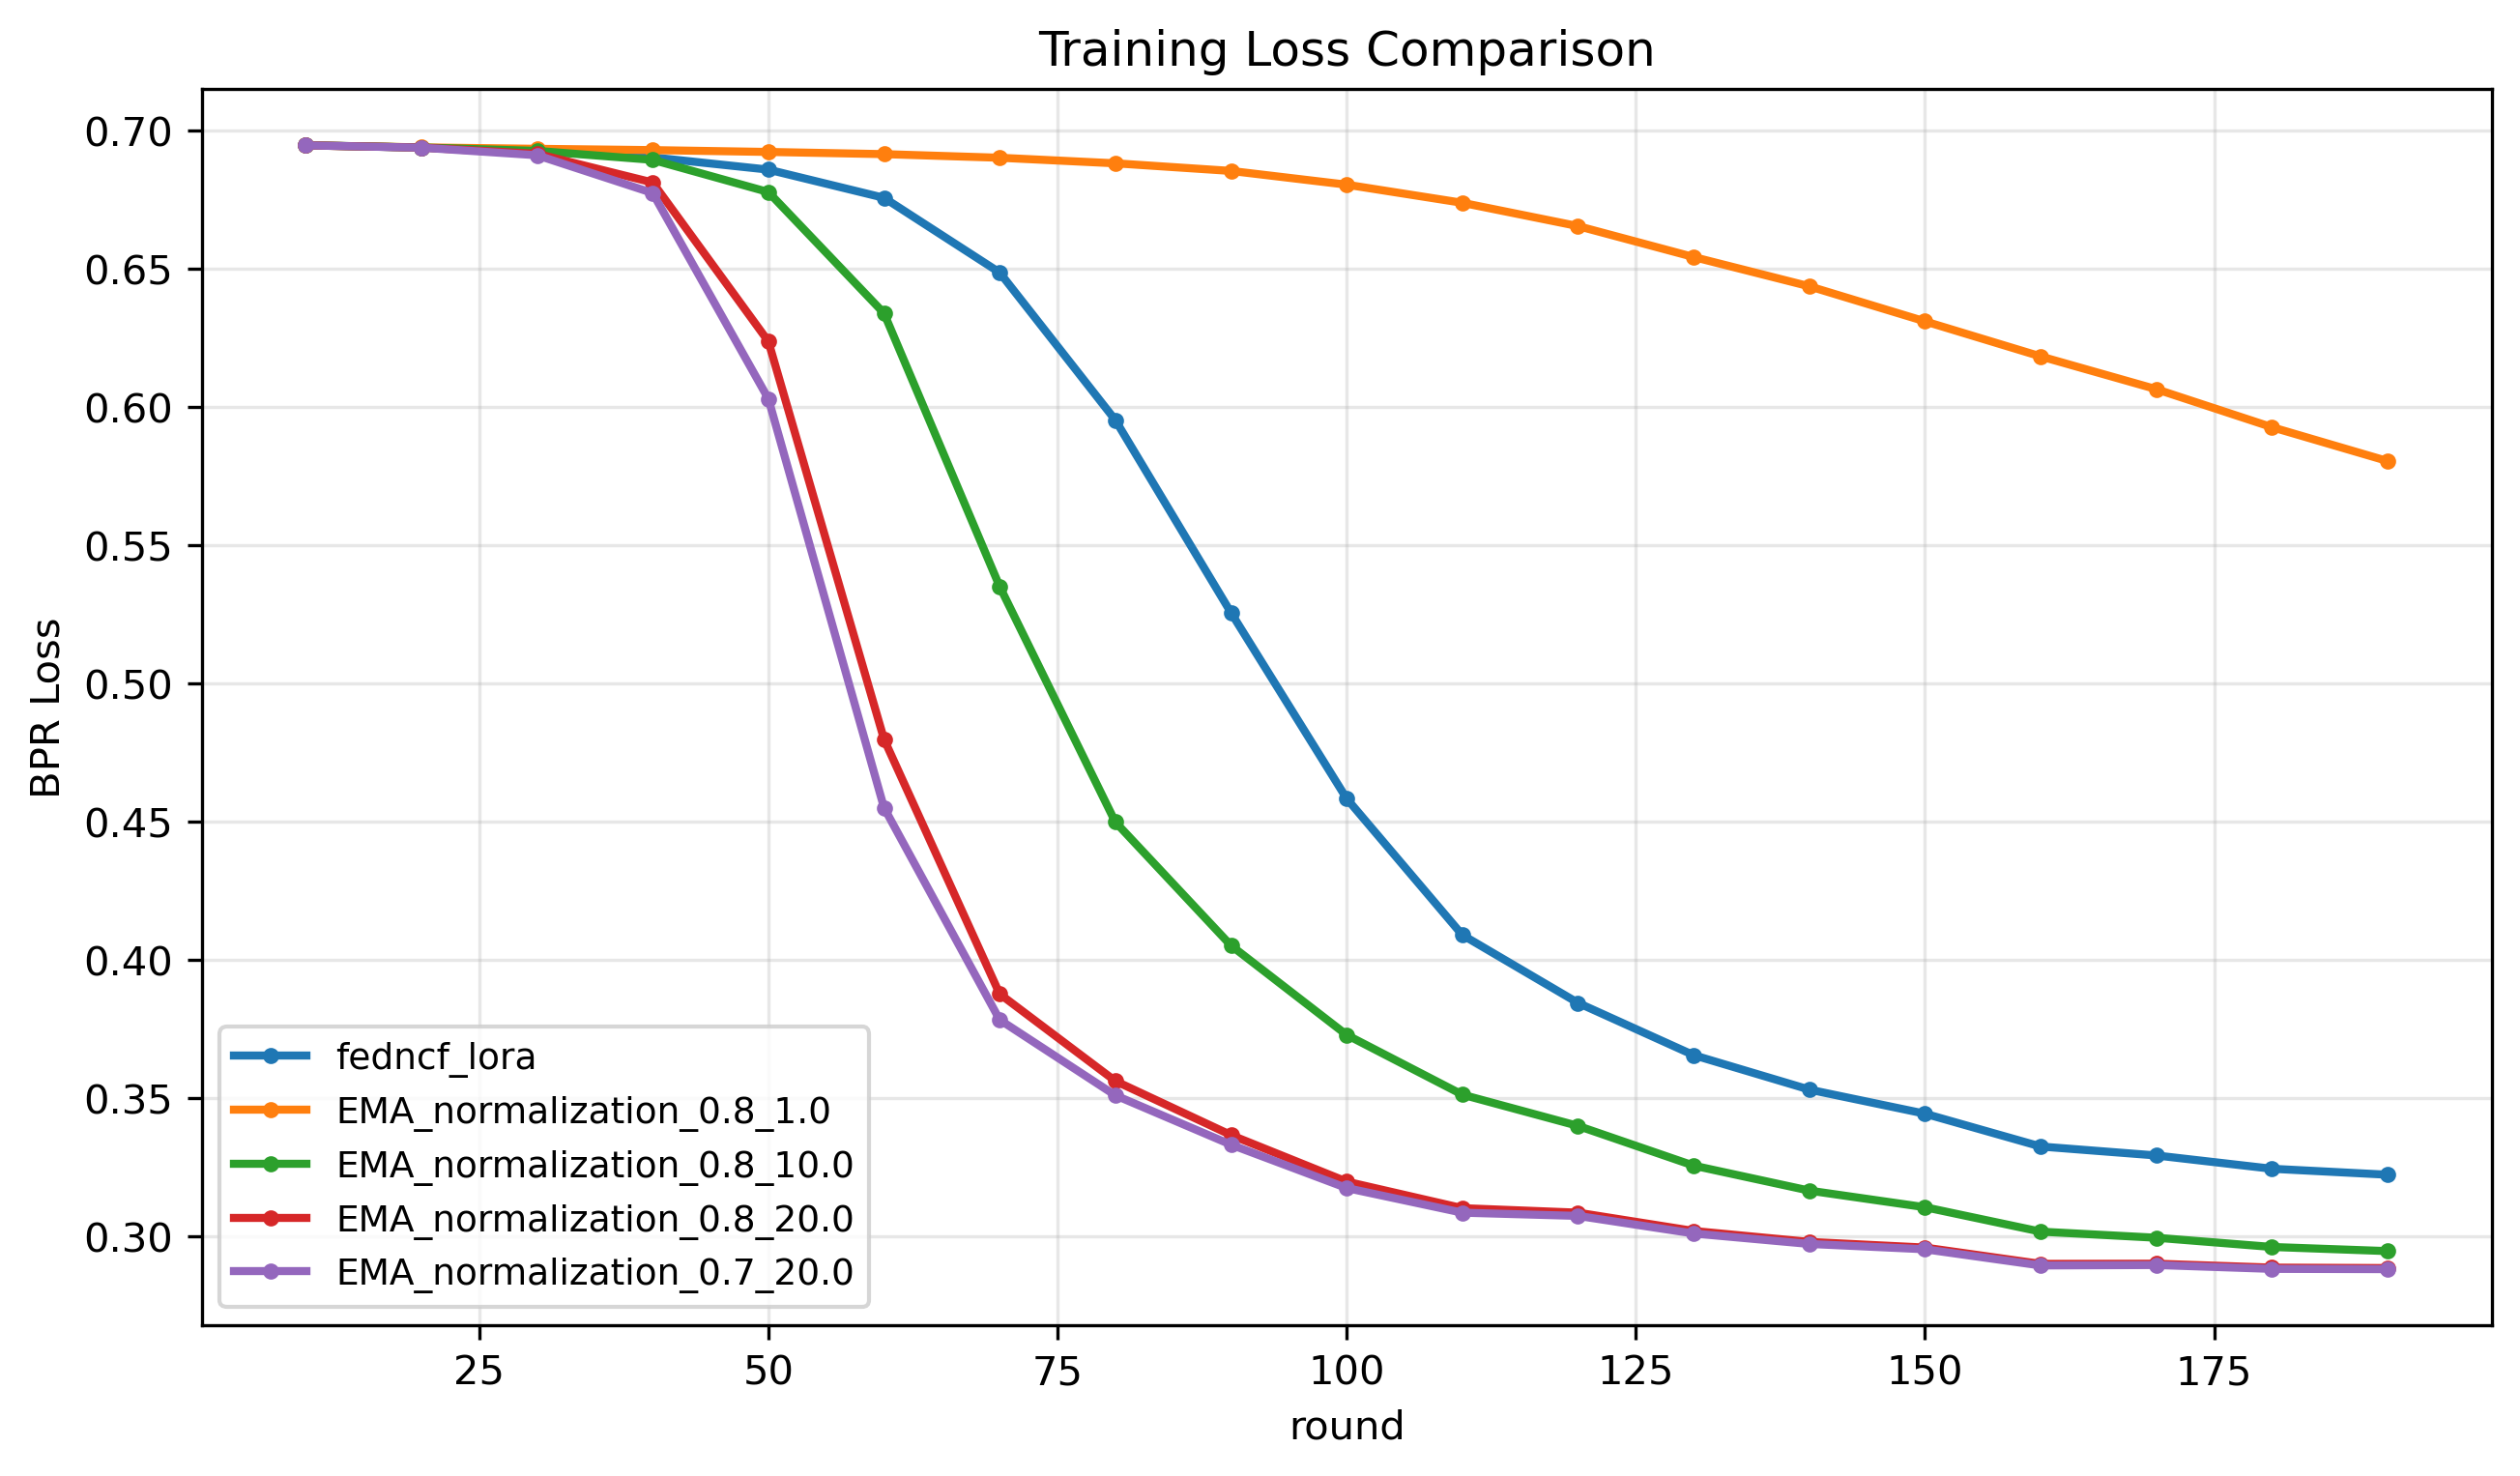 Training Loss Comparison
0.70
0.65
0.60
0.55
0.50
0.45
0.40
0.35
0.30
BPR Loss
fedncf_lora
EMA_normalization_0.8_1.0
EMA_normalization_0.8_10.0
EMA_normalization_0.8_20.0
EMA_normalization_0.7_20.0
25 50 75 100 125 150 175
round